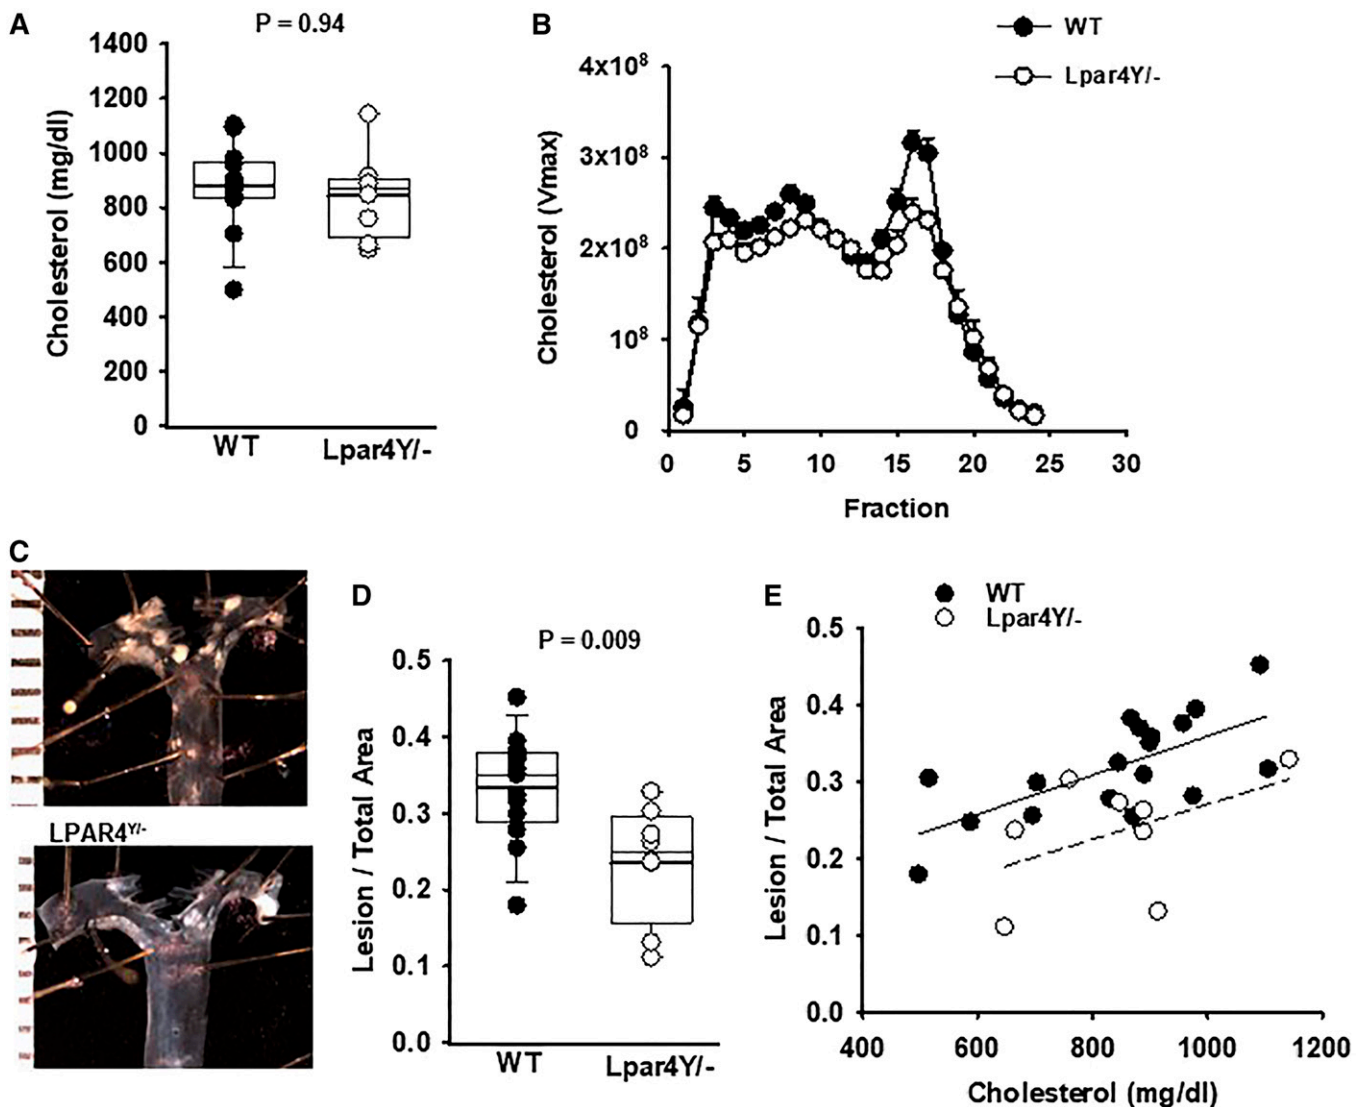 A
P = 0.94
Cholesterol (mg/dl)
1400
1200
1000
800
600
400
200
0
WT
Lpar4Y/-
B
WT
Lpar4Y/-
Cholesterol (Vmax)
4x10⁸
3x10⁸
2x10⁸
10⁸
0
0 5 10 15 20 25 30
Fraction
C
LPAR4Y/-
D
P = 0.009
Lesion / Total Area
0.5
0.4
0.3
0.2
0.1
0.0
WT
Lpar4Y/-
E
WT
Lpar4Y/-
Lesion / Total Area
0.5
0.4
0.3
0.2
0.1
0.0
400 600 800 1000 1200
Cholesterol (mg/dl)